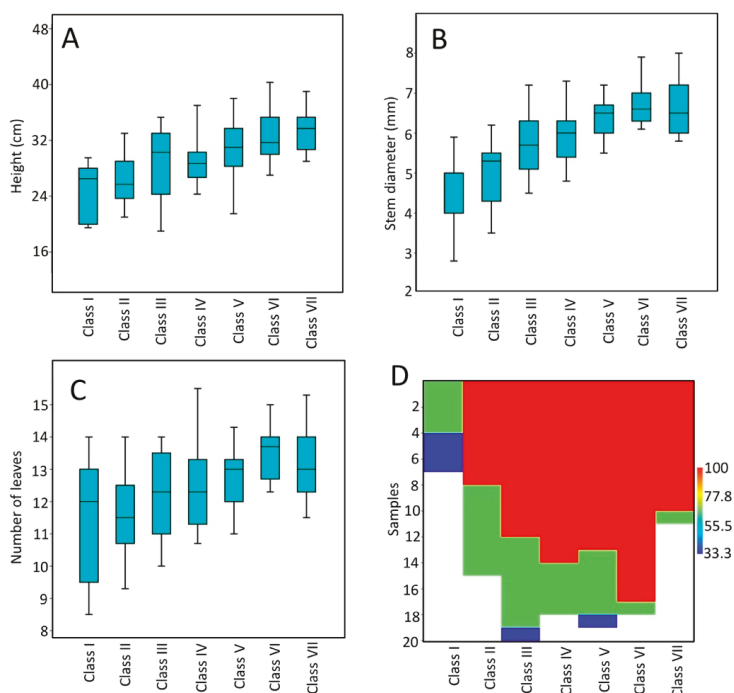 A
Height (cm)
48
40
32
24
16
Class I
Class II
Class III
Class IV
Class V
Class VI
Class VII
B
Stem diameter (mm)
8
7
6
5
4
3
2
Class I
Class II
Class III
Class IV
Class V
Class VI
Class VII
C
Number of leaves
15
14
13
12
11
10
9
8
Class I
Class II
Class III
Class IV
Class V
Class VI
Class VII
D
Samples
2
4
6
8
10
12
14
16
18
20
Class I
Class II
Class III
Class IV
Class V
Class VI
Class VII
100
77.8
55.5
33.3